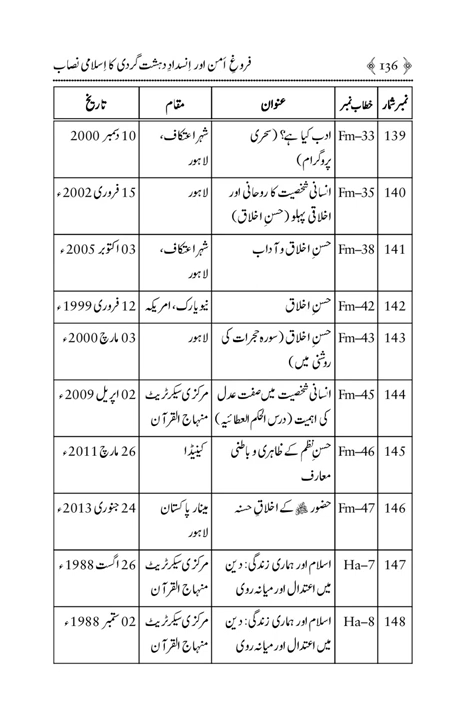 ﴿ 136 ﴾ فروغِ اَمن اور اِنسدادِ دہشت گردی کا اِسلامی نصاب
نمبر شمار خطاب نمبر عنوان مقام تاریخ
139 Fm–33 ادب کیا ہے؟ (سحری شہر اعتکاف، 10 دسمبر 2000
پروگرام) لاہور
140 Fm–35 انسانی شخصیت کا روحانی اور لاہور 15 فروری 2002ء
اخلاقی پہلو (حسنِ اخلاق)
141 Fm–38 حسنِ اخلاق و آداب شہر اعتکاف، 03 اکتوبر 2005ء
لاہور
142 Fm–42 حسنِ اخلاق نیو یارک، امریکہ 12 فروری 1999ء
143 Fm–43 حسنِ اخلاق (سورہ حجرات کی لاہور 03 مارچ 2000ء
روشنی میں)
144 Fm–45 انسانی شخصیت میں صفت عدل مرکزی سیکرٹریٹ 02 اپریل 2009ء
کی اہمیت (درس الحکم العطائیہ) منہاج القرآن
145 Fm–46 حسنِ نظم کے ظاہری و باطنی کینیڈا 26 مارچ 2011ء
معارف
146 Fm–47 حضور ﷺ کے اخلاقِ حسنہ مینار پاکستان 24 جنوری 2013ء
لاہور
147 Ha–7 اسلام اور ہماری زندگی: دین مرکزی سیکرٹریٹ 26 اگست 1988ء
میں اعتدال اور میانہ روی منہاج القرآن
148 Ha–8 اسلام اور ہماری زندگی: دین مرکزی سیکرٹریٹ 02 ستمبر 1988ء
میں اعتدال اور میانہ روی منہاج القرآن